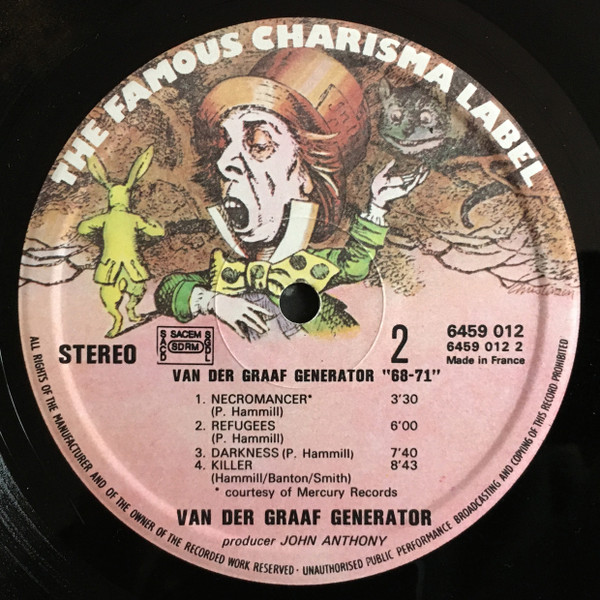 THE FAMOUS CHARISMA LABEL
STEREO
SACD SACEM SDRM SGDL
2
6459 012
6459 012 2
Made in France
VAN DER GRAAF GENERATOR "68-71"
1. NECROMANCER* 3'30
(P. Hammill)
2. REFUGEES 6'00
(P. Hammill)
3. DARKNESS (P. Hammill) 7'40
4. KILLER 8'43
(Hammill/Banton/Smith)
* courtesy of Mercury Records
VAN DER GRAAF GENERATOR
producer JOHN ANTHONY
ALL RIGHTS OF THE MANUFACTURER AND OF THE OWNER OF THE RECORDED WORK RESERVED · UNAUTHORISED PUBLIC PERFORMANCE BROADCASTING AND COPYING OF THIS RECORD PROHIBITED